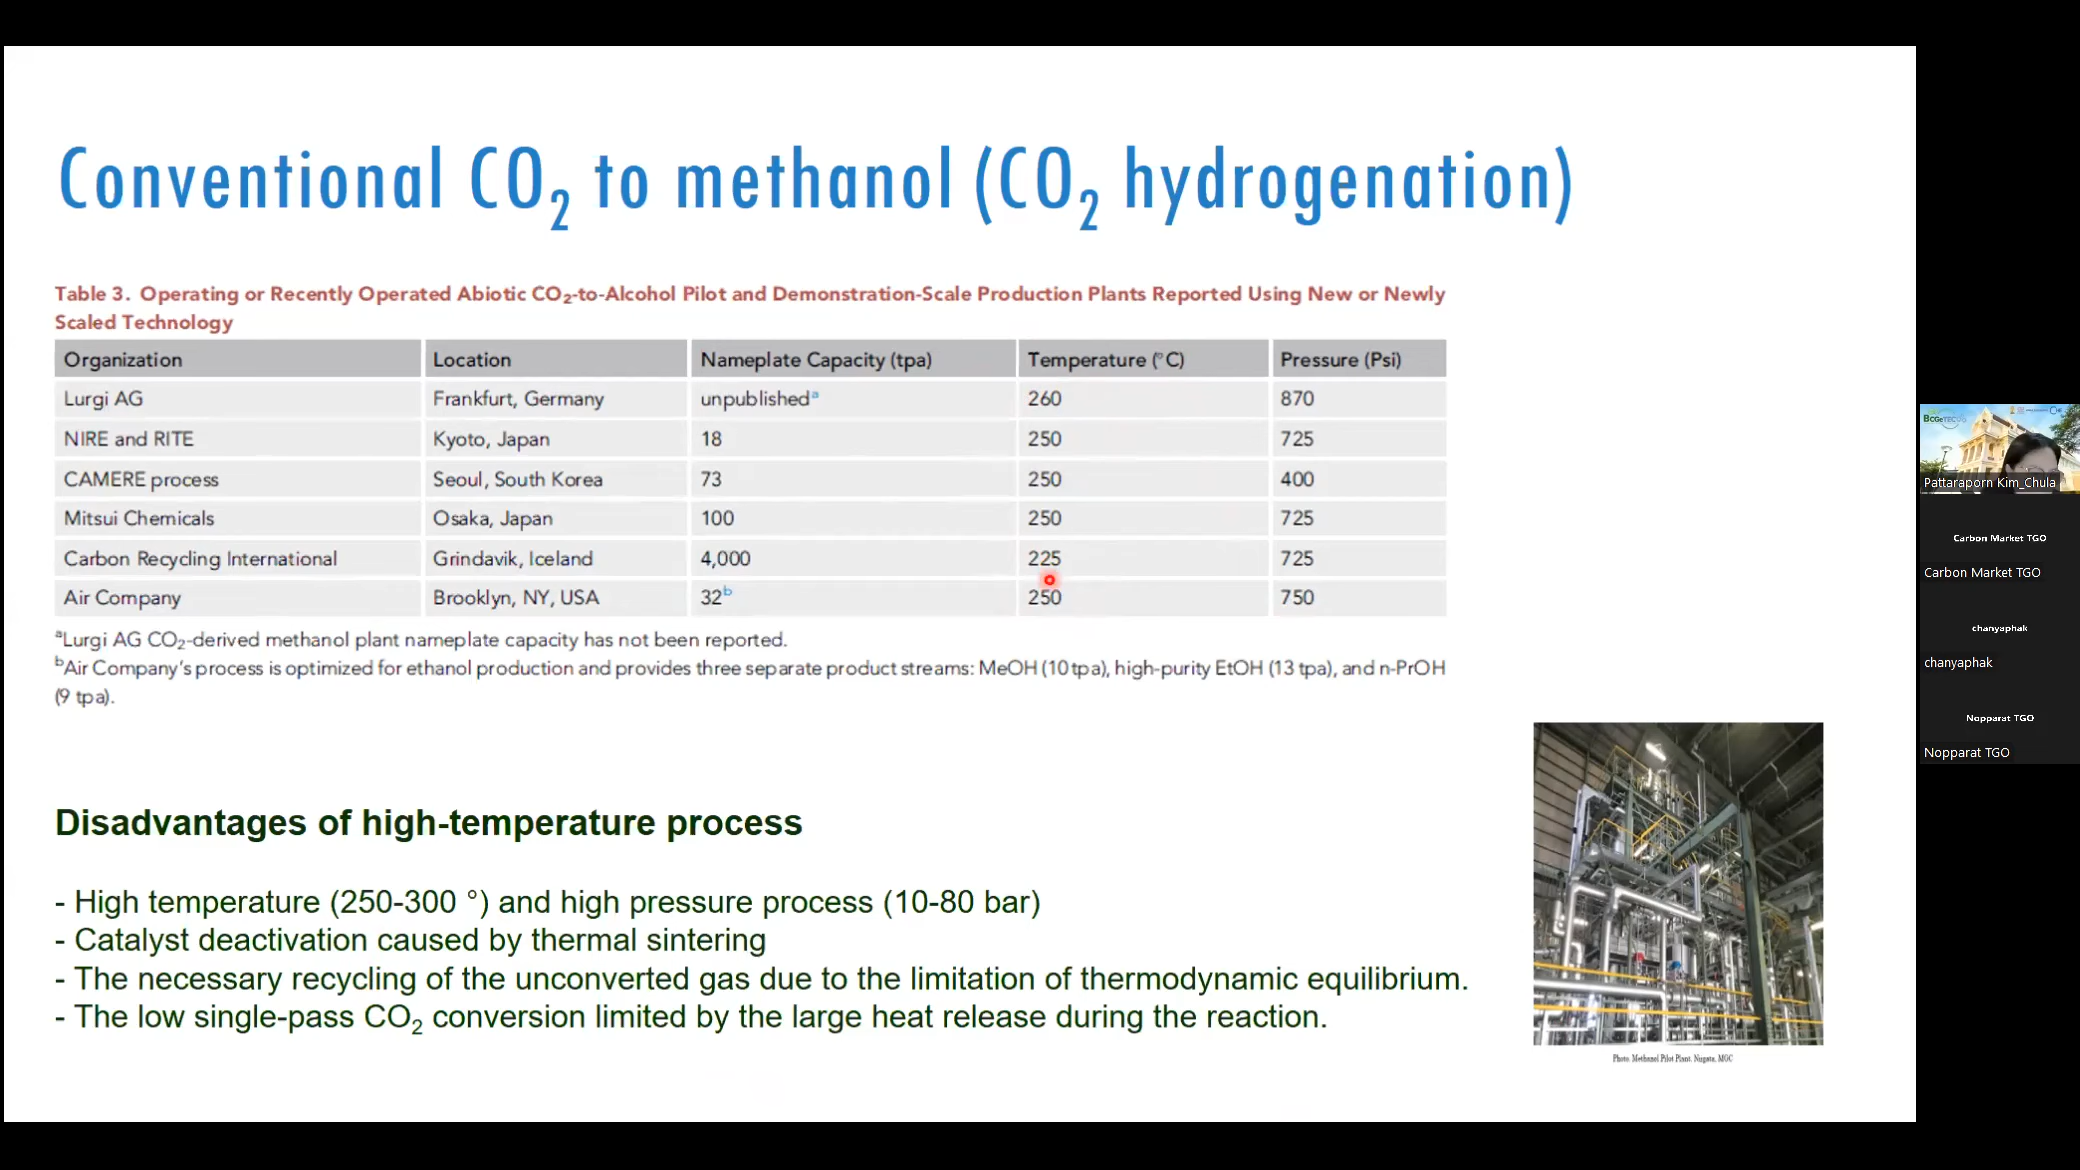 Conventional CO2 to methanol (CO2 hydrogenation)
Table 3. Operating or Recently Operated Abiotic CO2-to-Alcohol Pilot and Demonstration-Scale Production Plants Reported Using New or Newly
Scaled Technology
Organization Location Nameplate Capacity (tpa) Temperature (°C) Pressure (Psi)
Lurgi AG Frankfurt, Germany unpublishedª 260 870
NIRE and RITE Kyoto, Japan 18 250 725
CAMERE process Seoul, South Korea 73 250 400
Mitsui Chemicals Osaka, Japan 100 250 725
Carbon Recycling International Grindavik, Iceland 4,000 225 725
Air Company Brooklyn, NY, USA 32b 250 750
ªLurgi AG CO2-derived methanol plant nameplate capacity has not been reported.
bAir Company's process is optimized for ethanol production and provides three separate product streams: MeOH (10 tpa), high-purity EtOH (13 tpa), and n-PrOH
(9 tpa).
Disadvantages of high-temperature process
- High temperature (250-300 °) and high pressure process (10-80 bar)
- Catalyst deactivation caused by thermal sintering
- The necessary recycling of the unconverted gas due to the limitation of thermodynamic equilibrium.
- The low single-pass CO2 conversion limited by the large heat release during the reaction.
Photo: Methanol Pilot Plant, Niigata, MGC
Pattaraporn Kim_Chula
Carbon Market TGO
Carbon Market TGO
chanyaphak
chanyaphak
Nopparat TGO
Nopparat TGO